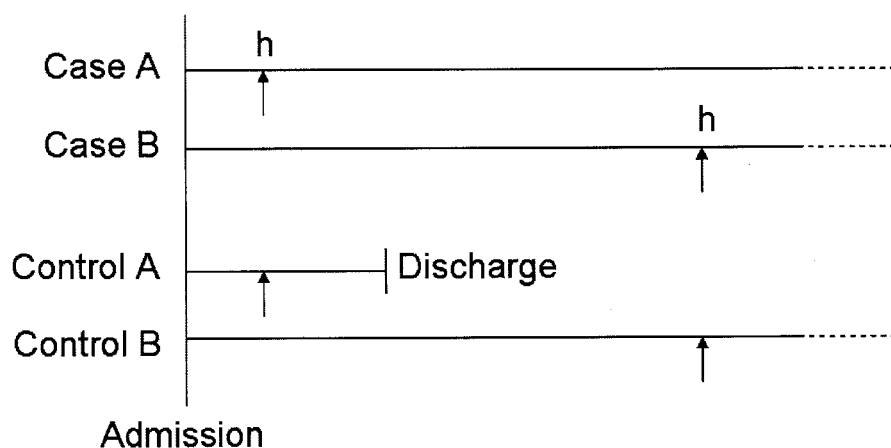 h
Case A
h
Case B
Control A Discharge
Control B
Admission